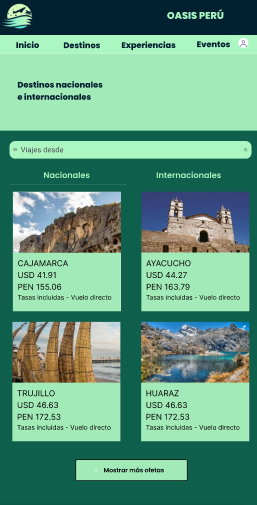 OASIS PERÚ
Inicio
Destinos
Experiencias
Eventos
Destinos nacionales
e internacionales
Viajes desde
Nacionales
Internacionales
CAJAMARCA
USD 41.91
PEN 155.06
Tasas incluidas - Vuelo directo
AYACUCHO
USD 44.27
PEN 163.79
Tasas incluidas - Vuelo directo
TRUJILLO
USD 46.63
PEN 172.53
Tasas incluidas - Vuelo directo
HUARAZ
USD 46.63
PEN 172.53
Tasas incluidas - Vuelo directo
Mostrar más ofetas